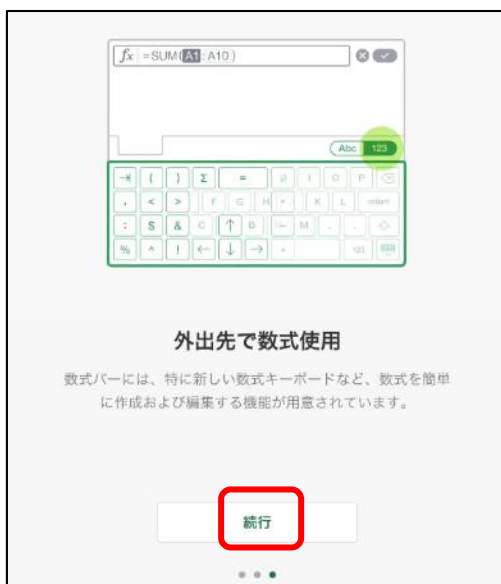 fx =SUM(A1:A10)
Abc 123
( ) Σ =
, < > F G H K L return
: $ & C ↑ B M
% ^ ! ← ↓ → 123
外出先で数式使用
数式バーには、特に新しい数式キーボードなど、数式を簡単
に作成および編集する機能が用意されています。
続行